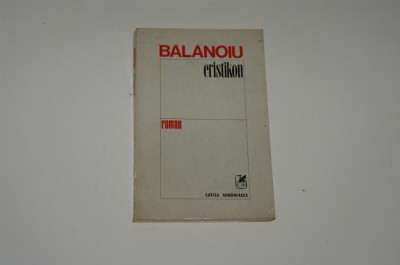 BALANOIU
eristikon
roman
CARTEA ROMÂNEASCĂ